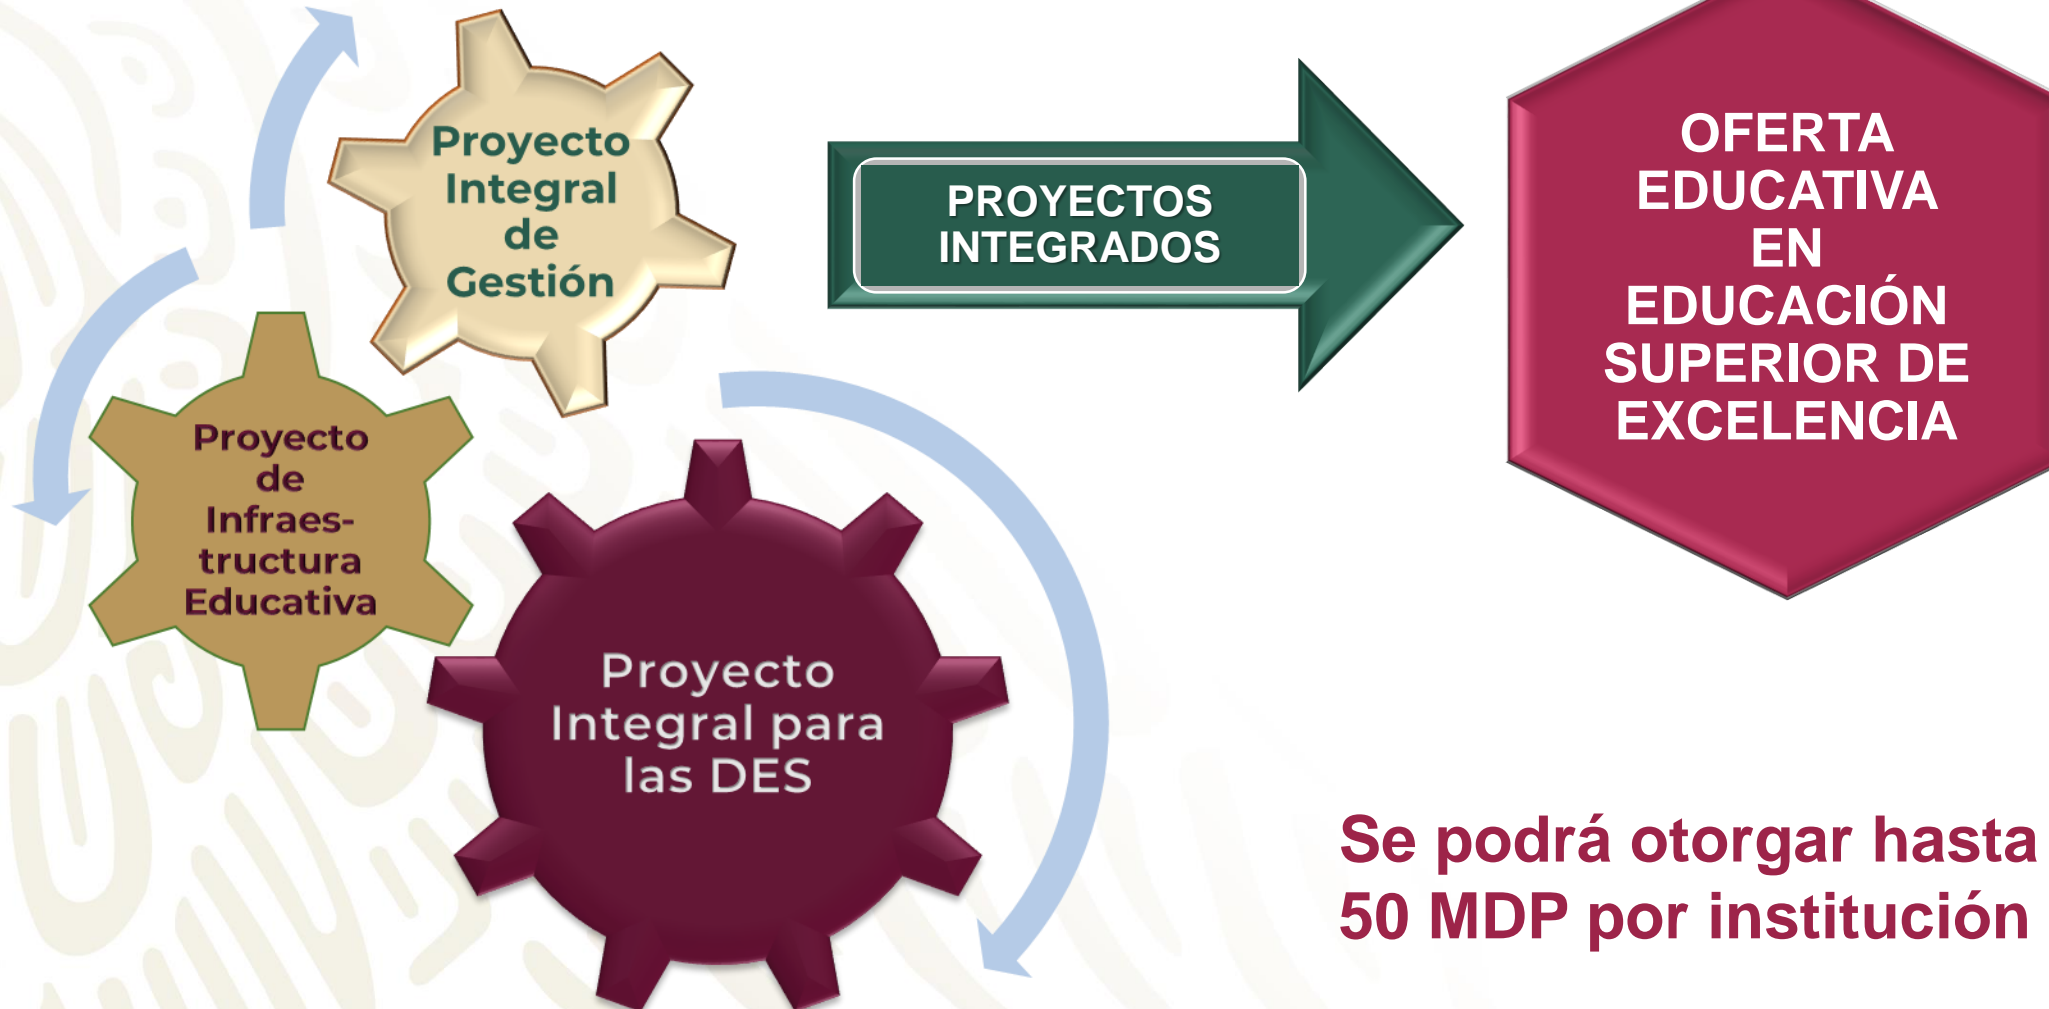 Proyecto
Integral
de
Gestión
PROYECTOS
INTEGRADOS
OFERTA
EDUCATIVA
EN
EDUCACIÓN
SUPERIOR DE
EXCELENCIA
Proyecto
de
Infraes-
tructura
Educativa
Proyecto
Integral para
las DES
Se podrá otorgar hasta
50 MDP por institución